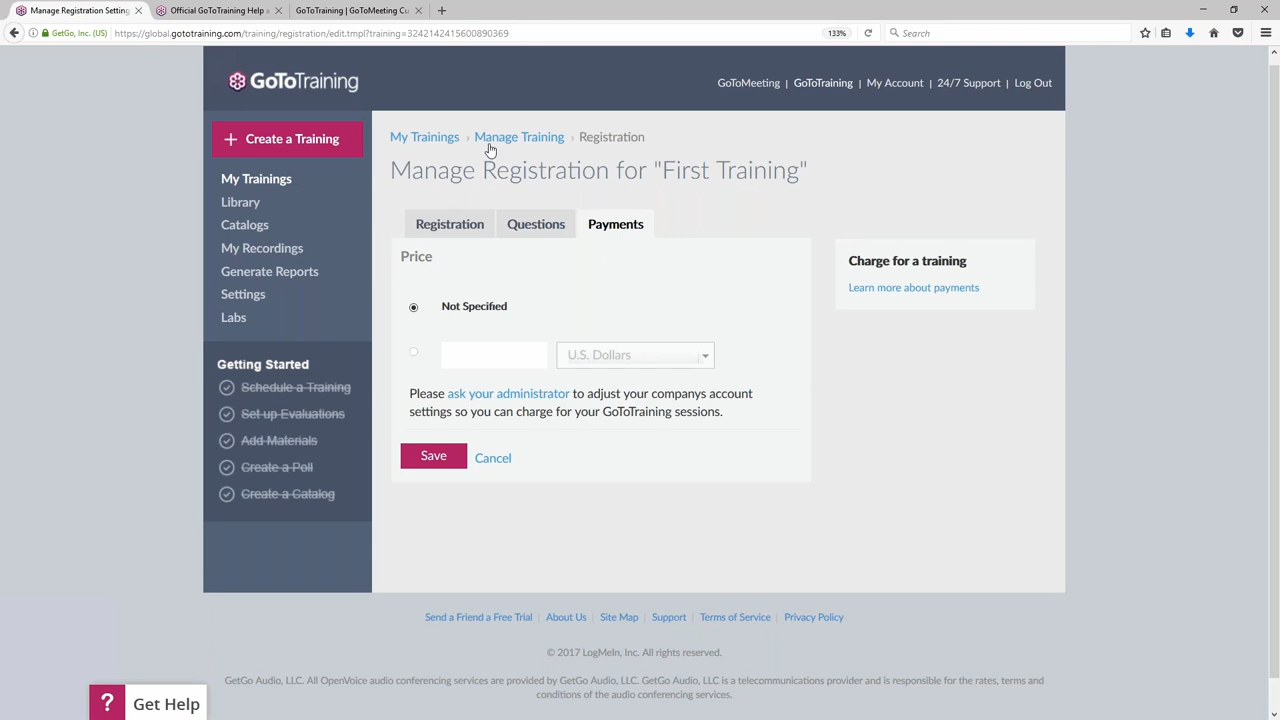 Manage Registration Setting
Official GoToTraining Help a
GoToTraining | GoToMeeting Cu
GetGo, Inc. (US)
https://global.gototraining.com/training/registration/edit.tmpl?training=3242142415600890369
133%
Search
GoToTraining
GoToMeeting | GoToTraining | My Account | 24/7 Support | Log Out
+ Create a Training
My Trainings
Library
Catalogs
My Recordings
Generate Reports
Settings
Labs
Getting Started
Schedule a Training
Set up Evaluations
Add Materials
Create a Poll
Create a Catalog
My Trainings › Manage Training › Registration
Manage Registration for "First Training"
Registration
Questions
Payments
Price
Not Specified
U.S. Dollars
Please ask your administrator to adjust your companys account
settings so you can charge for your GoToTraining sessions.
Save
Cancel
Charge for a training
Learn more about payments
Send a Friend a Free Trial | About Us | Site Map | Support | Terms of Service | Privacy Policy
© 2017 LogMeIn, Inc. All rights reserved.
GetGo Audio, LLC. All OpenVoice audio conferencing services are provided by GetGo Audio, LLC. GetGo Audio, LLC is a telecommunications provider and is responsible for the rates, terms and
conditions of the audio conferencing services.
? Get Help